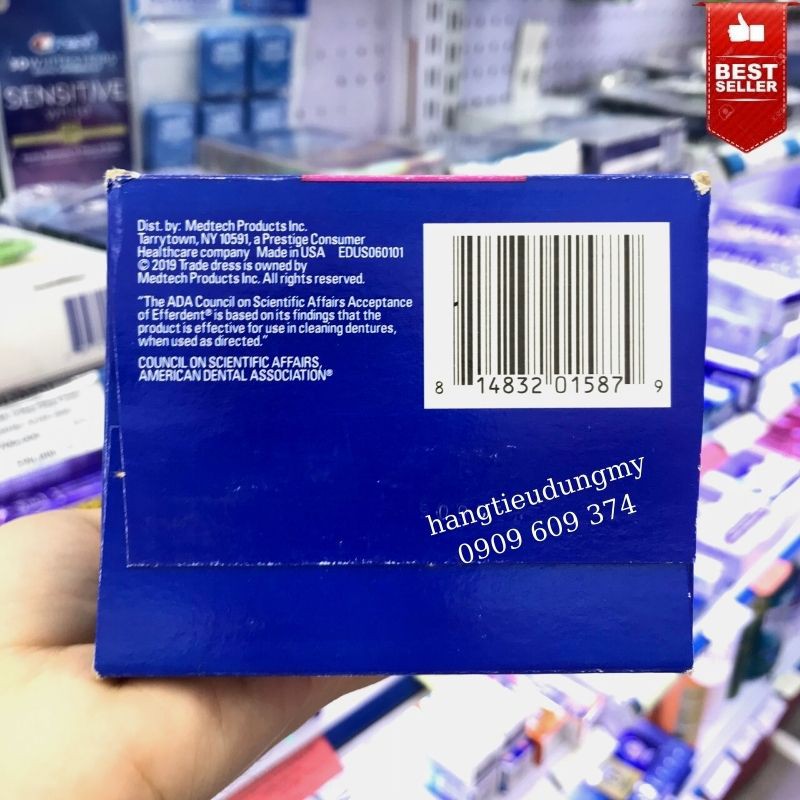 BEST
SELLER
Crest
SENSITIVE
Dist. by: Medtech Products Inc.
Tarrytown, NY 10591, a Prestige Consumer
Healthcare company Made in USA EDUS060101
© 2019 Trade dress is owned by
Medtech Products Inc. All rights reserved.
"The ADA Council on Scientific Affairs Acceptance
of Efferdent® is based on its findings that the
product is effective for use in cleaning dentures,
when used as directed."
COUNCIL ON SCIENTIFIC AFFAIRS,
AMERICAN DENTAL ASSOCIATION®
8 14832 01587 9
hangtieudungmy
0909 609 374